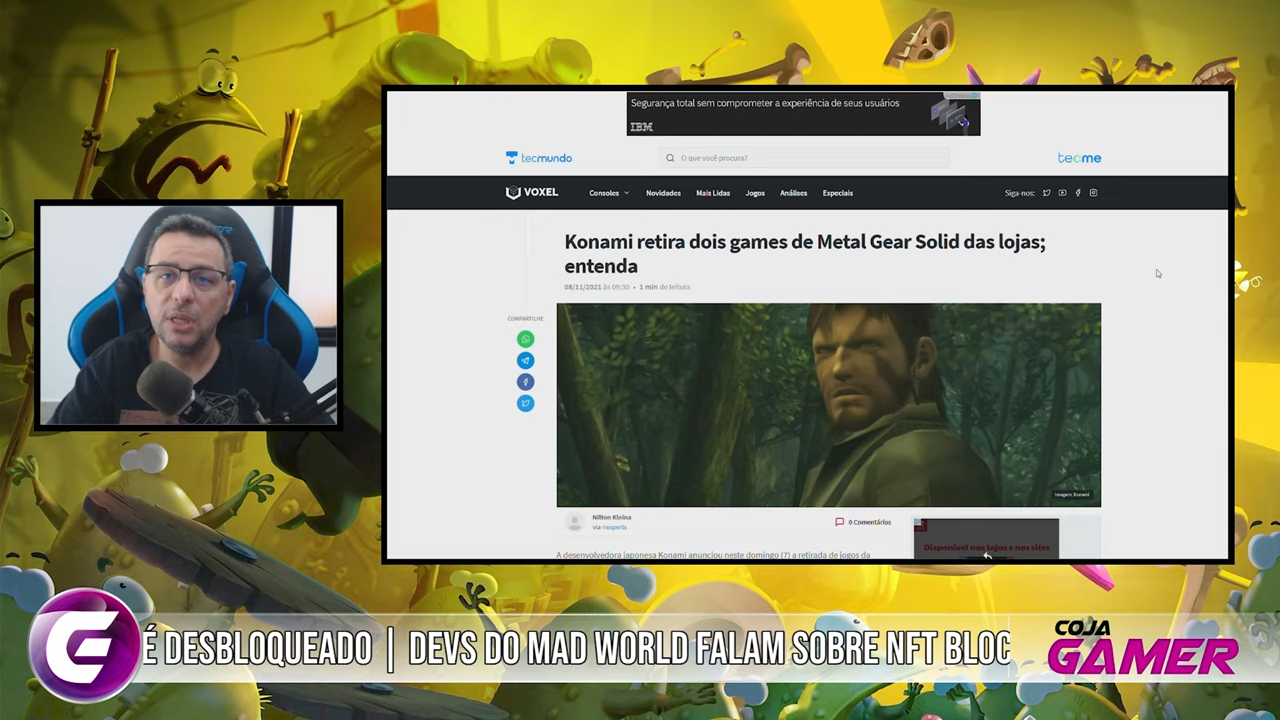 Segurança total sem comprometer a experiência de seus usuários
IBM
tecmundo
O que você procura?
tecme
VOXEL
Consoles
Novidades
Mais Lidas
Jogos
Análises
Especiais
Siga-nos:
Konami retira dois games de Metal Gear Solid das lojas;
entenda
08/11/2021 às 09:30 • 1 min de leitura
COMPARTILHE
Imagem: Konami
Nilton Kleina
via nexperts
0 Comentários
A desenvolvedora japonesa Konami anunciou neste domingo (7) a retirada de jogos da
Disponível nas lojas e nos sites
É DESBLOQUEADO | DEVS DO MAD WORLD FALAM SOBRE NFT BLOC
COJA
GAMER